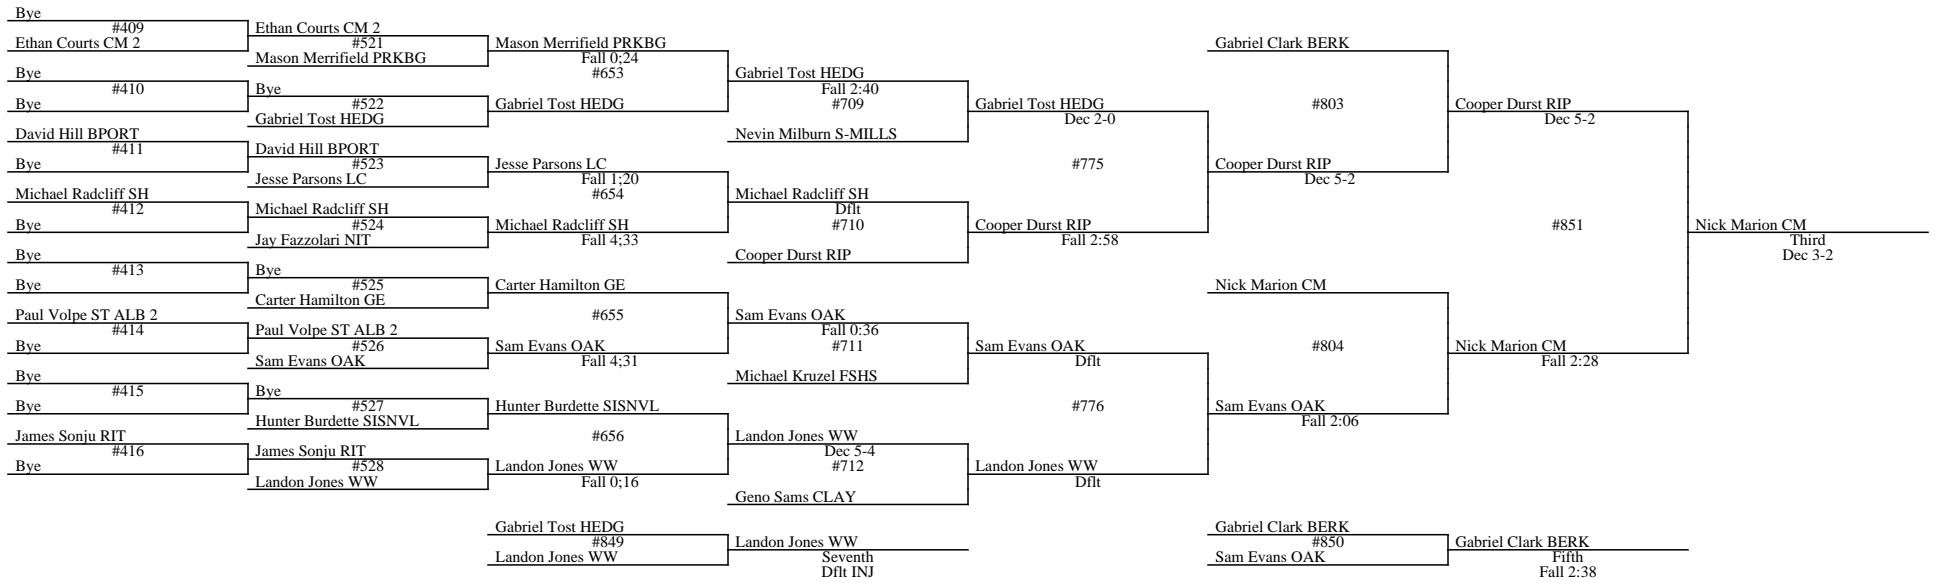 Bye
#409
Ethan Courts CM 2
Bye
#410
Bye
David Hill BPORT
#411
Bye
Michael Radcliff SH
#412
Bye
Bye
#413
Bye
Paul Volpe ST ALB 2
#414
Bye
Bye
#415
Bye
James Sonju RIT
#416
Bye
Ethan Courts CM 2
#521
Mason Merrifield PRKBG
Bye
#522
Gabriel Tost HEDG
David Hill BPORT
#523
Jesse Parsons LC
Michael Radcliff SH
#524
Jay Fazzolari NIT
Bye
#525
Carter Hamilton GE
Paul Volpe ST ALB 2
#526
Sam Evans OAK
Bye
#527
Hunter Burdette SISNVL
James Sonju RIT
#528
Landon Jones WW
Mason Merrifield PRKBG
Fall 0;24
#653
Gabriel Tost HEDG
Jesse Parsons LC
Fall 1;20
#654
Michael Radcliff SH
Fall 4;33
Carter Hamilton GE
#655
Sam Evans OAK
Fall 4;31
Hunter Burdette SISNVL
#656
Landon Jones WW
Fall 0;16
Gabriel Tost HEDG
Fall 2:40
#709
Nevin Milburn S-MILLS
Michael Radcliff SH
Dflt
#710
Cooper Durst RIP
Sam Evans OAK
Fall 0:36
#711
Michael Kruzel FSHS
Landon Jones WW
Dec 5-4
#712
Geno Sams CLAY
Gabriel Tost HEDG
Dec 2-0
#775
Cooper Durst RIP
Fall 2:58
Sam Evans OAK
Dflt
#776
Landon Jones WW
Dflt
Gabriel Clark BERK
#803
Cooper Durst RIP
Dec 5-2
Nick Marion CM
#804
Sam Evans OAK
Fall 2:06
Cooper Durst RIP
Dec 5-2
#851
Nick Marion CM
Fall 2:28
Nick Marion CM
Third
Dec 3-2
Gabriel Tost HEDG
#849
Landon Jones WW
Landon Jones WW
Seventh
Dflt INJ
Gabriel Clark BERK
#850
Sam Evans OAK
Gabriel Clark BERK
Fifth
Fall 2:38